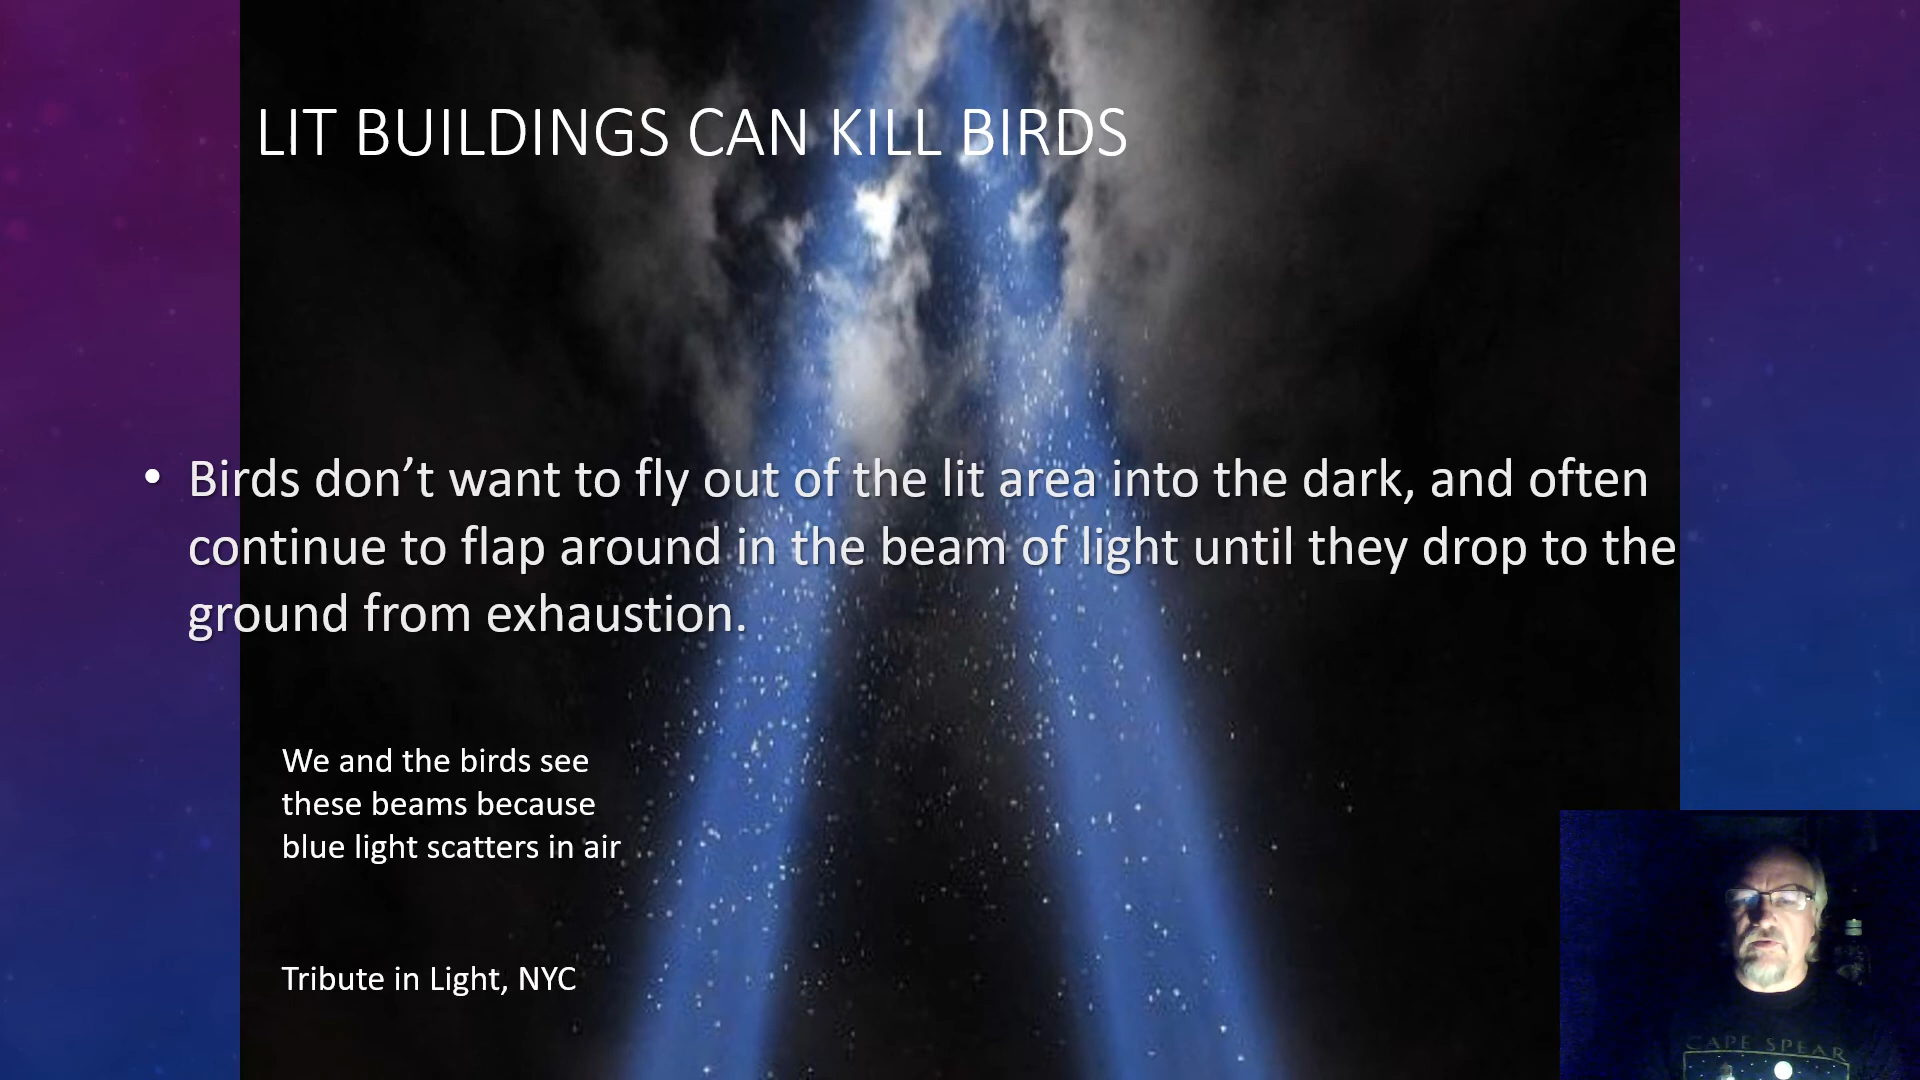 LIT BUILDINGS CAN KILL BIRDS
• Birds don’t want to fly out of the lit area into the dark, and often
continue to flap around in the beam of light until they drop to the
ground from exhaustion.
We and the birds see
these beams because
blue light scatters in air
Tribute in Light, NYC
CAPE SPEAR